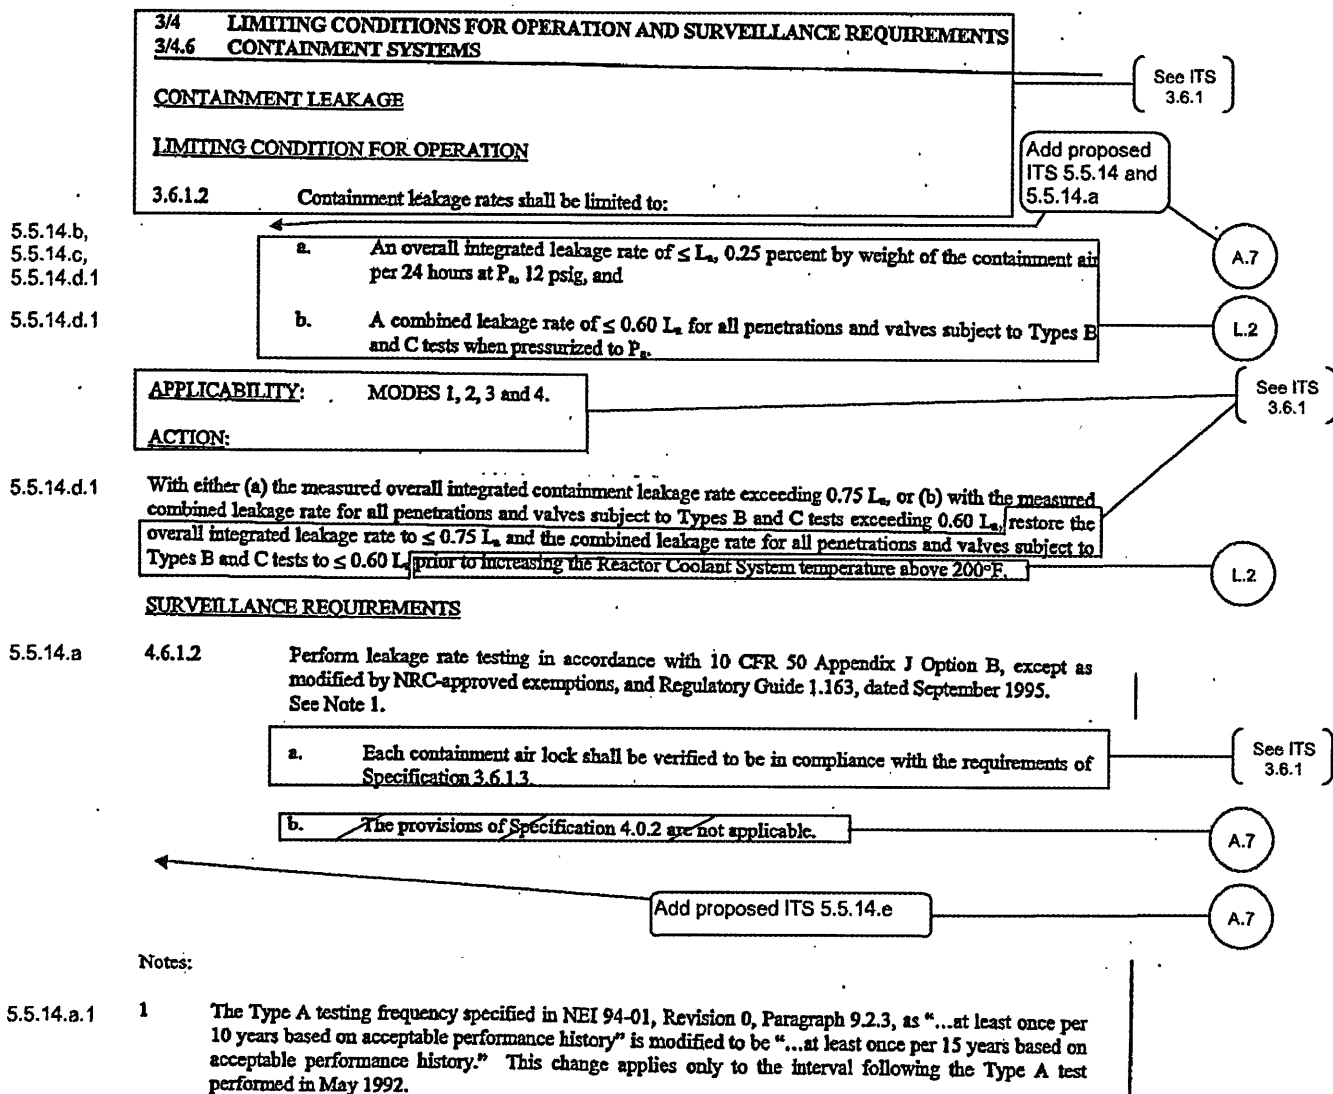 3/4 LIMITING CONDITIONS FOR OPERATION AND SURVEILLANCE REQUIREMENTS
3/4.6 CONTAINMENT SYSTEMS
See ITS
3.6.1
CONTAINMENT LEAKAGE
LIMITING CONDITION FOR OPERATION
Add proposed
ITS 5.5.14 and
5.5.14.a
3.6.1.2 Containment leakage rates shall be limited to:
5.5.14.b,
5.5.14.c,
5.5.14.d.1
a. An overall integrated leakage rate of ≤ Lₐ, 0.25 percent by weight of the containment air
per 24 hours at Pₐ, 12 psig, and
A.7
5.5.14.d.1
b. A combined leakage rate of ≤ 0.60 Lₐ for all penetrations and valves subject to Types B
and C tests when pressurized to Pₐ.
L.2
APPLICABILITY: MODES 1, 2, 3 and 4.
See ITS
3.6.1
ACTION:
5.5.14.d.1
With either (a) the measured overall integrated containment leakage rate exceeding 0.75 Lₐ, or (b) with the measured
combined leakage rate for all penetrations and valves subject to Types B and C tests exceeding 0.60 Lₐ, restore the
overall integrated leakage rate to ≤ 0.75 Lₐ and the combined leakage rate for all penetrations and valves subject to
Types B and C tests to ≤ 0.60 Lₐ prior to increasing the Reactor Coolant System temperature above 200°F.
L.2
SURVEILLANCE REQUIREMENTS
5.5.14.a
4.6.1.2 Perform leakage rate testing in accordance with 10 CFR 50 Appendix J Option B, except as
modified by NRC-approved exemptions, and Regulatory Guide 1.163, dated September 1995.
See Note 1.
a. Each containment air lock shall be verified to be in compliance with the requirements of
Specification 3.6.1.3.
See ITS
3.6.1
b. The provisions of Specification 4.0.2 are not applicable.
A.7
Add proposed ITS 5.5.14.e
A.7
Notes:
5.5.14.a.1
1 The Type A testing frequency specified in NEI 94-01, Revision 0, Paragraph 9.2.3, as "...at least once per
10 years based on acceptable performance history" is modified to be "...at least once per 15 years based on
acceptable performance history." This change applies only to the interval following the Type A test
performed in May 1992.